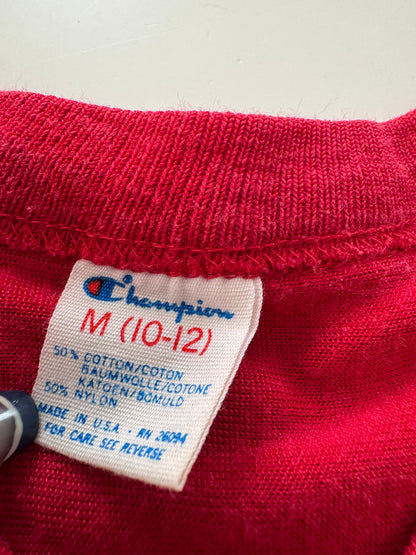 Champion
M (10-12)
50% COTTON/COTON
BAUMWOLLE/COTONE
KATOEN/BOMULD
50% NYLON
MADE IN U.S.A. • RN 26094
FOR CARE SEE REVERSE